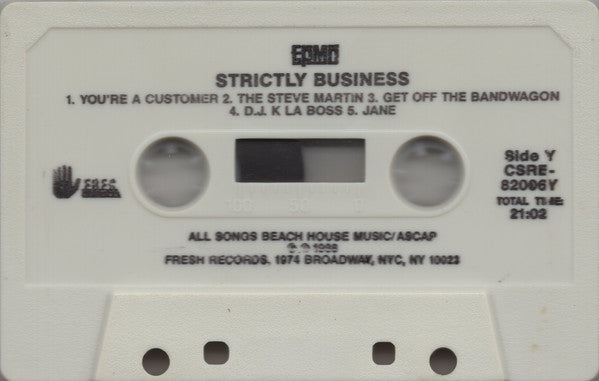 EPMD
STRICTLY BUSINESS
1. YOU'RE A CUSTOMER 2. THE STEVE MARTIN 3. GET OFF THE BANDWAGON
4. D.J. K LA BOSS 5. JANE
Side Y
CSRE-
82006Y
TOTAL TIME:
21:02
100 50 0
ALL SONGS BEACH HOUSE MUSIC/ASCAP
℗ © 1988
FRESH RECORDS, 1974 BROADWAY, NYC, NY 10023